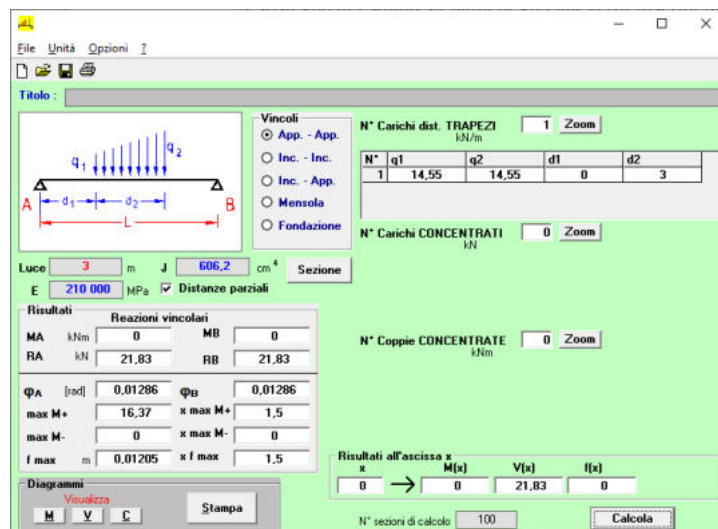 File Unità Opzioni ?
Titolo :
q1 q2
A d1 d2 B
L
Vincoli
App. - App.
Inc. - Inc.
Inc. - App.
Mensola
Fondazione
N° Carichi dist. TRAPEZI 1 Zoom
kN/m
N° q1 q2 d1 d2
1 14,55 14,55 0 3
N° Carichi CONCENTRATI 0 Zoom
kN
Luce 3 m J 606,2 cm 4 Sezione
E 210 000 MPa Distanze parziali
Risultati
Reazioni vincolari
MA kNm 0 MB 0
RA kN 21,83 RB 21,83
N° Coppie CONCENTRATE 0 Zoom
kNm
φA [rad] 0,01286 φB 0,01286
max M+ 16,37 x max M+ 1,5
max M- 0 x max M- 0
f max m 0,01205 x f max 1,5
Risultati all'ascissa x
x M(x) V(x) f(x)
0 0 21,83 0
Diagrammi
Visualizza
M V C Stampa
N° sezioni di calcolo 100 Calcola